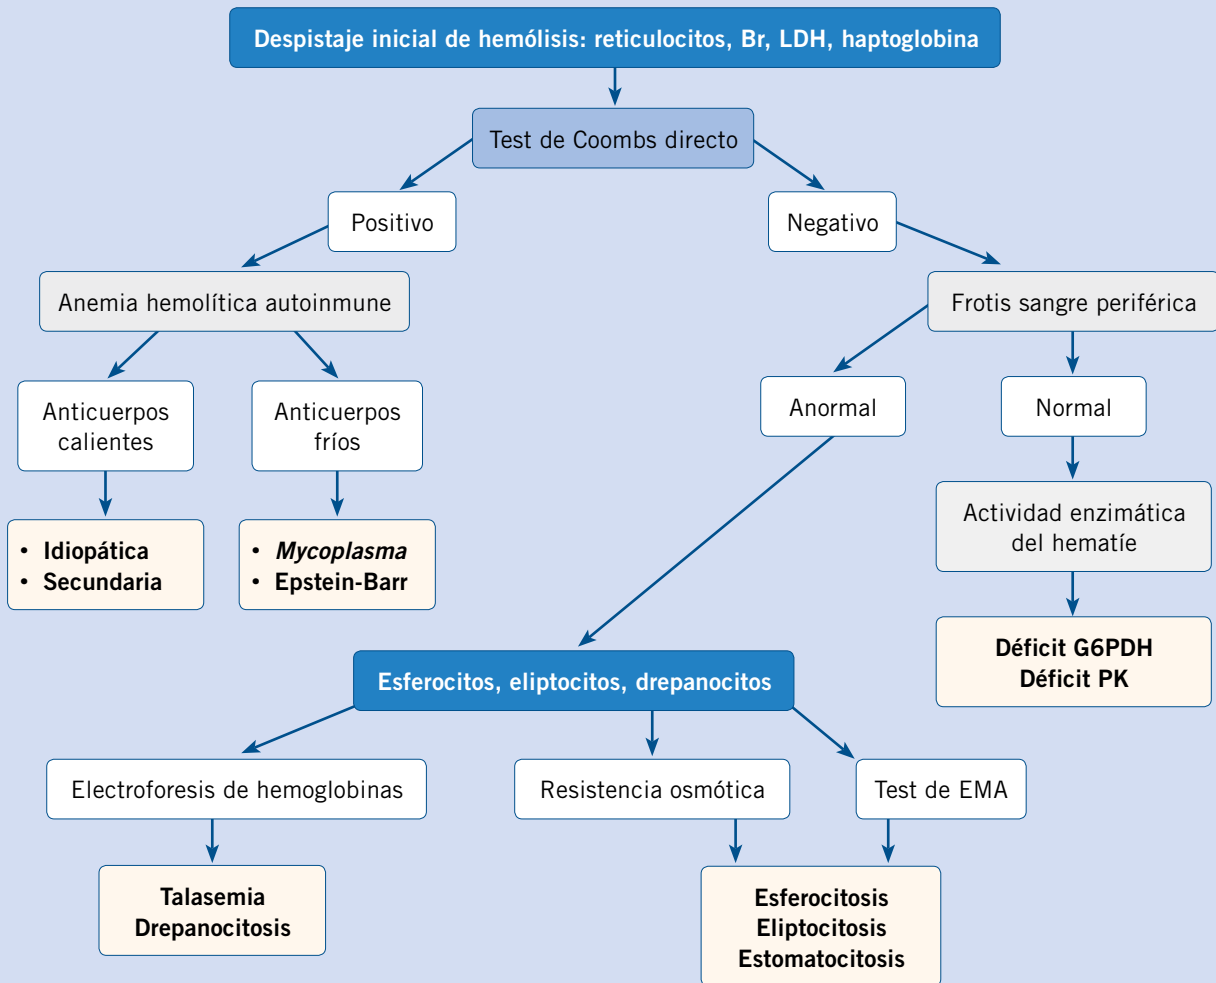 Despistaje inicial de hemólisis: reticulocitos, Br, LDH, haptoglobina
Test de Coombs directo
Positivo
Negativo
Anemia hemolítica autoinmune
Frotis sangre periférica
Anticuerpos
calientes
Anticuerpos
fríos
Anormal
Normal
• Idiopática
• Secundaria
• Mycoplasma
• Epstein-Barr
Actividad enzimática
del hematíe
Déficit G6PDH
Déficit PK
Esferocitos, eliptocitos, drepanocitos
Electroforesis de hemoglobinas
Resistencia osmótica
Test de EMA
Talasemia
Drepanocitosis
Esferocitosis
Eliptocitosis
Estomatocitosis